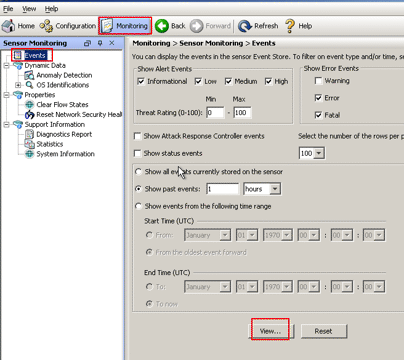 File View Help
Home Configuration Monitoring Back Forward Refresh Help
Sensor Monitoring
Events
Dynamic Data
Anomaly Detection
OS Identifications
Properties
Clear Flow States
Reset Network Security Healt
Support Information
Diagnostics Report
Statistics
System Information
Monitoring > Sensor Monitoring > Events
You can display the events in the sensor Event Store. To filter on event type and/or time, se
Show Alert Events
Informational Low Medium High
Min Max
Threat Rating (0-100): 0 - 100
Show Error Events
Warning
Error
Fatal
Show Attack Response Controller events
Select the number of the rows per p
Show status events
100
Show all events currently stored on the sensor
Show past events: 1 hours
Show events from the following time range
Start Time (UTC)
From: January 01 1970 00 : 00 : 00
From the oldest event forward
End Time (UTC)
To: January 01 1970 00 : 00 : 00
To now
View... Reset